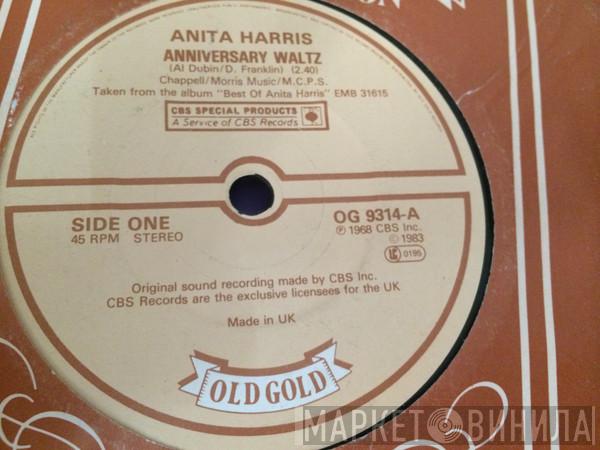 ON
ANITA HARRIS
ANNIVERSARY WALTZ
(Al Dubin/D. Franklin) (2.40)
Chappell/Morris Music/M.C.P.S.
Taken from the album "Best Of Anita Harris" EMB 31615
CBS SPECIAL PRODUCTS
A Service of CBS Records
SIDE ONE
45 RPM STEREO
OG 9314-A
℗ 1968 CBS Inc.
© 1983
LC 0195
Original sound recording made by CBS Inc.
CBS Records are the exclusive licensees for the UK
Made in UK
OLD GOLD
МАРКЕТ ВИНИЛА